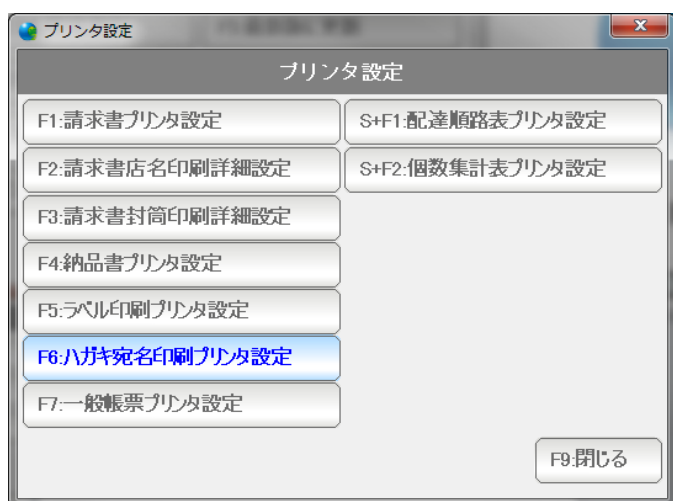 プリンタ設定
プリンタ設定
F1:請求書プリンタ設定
F2:請求書店名印刷詳細設定
F3:請求書封筒印刷詳細設定
F4:納品書プリンタ設定
F5:ラベル印刷プリンタ設定
F6:ハガキ宛名印刷プリンタ設定
F7:一般帳票プリンタ設定
S+F1:配達順路表プリンタ設定
S+F2:個数集計表プリンタ設定
F9:閉じる